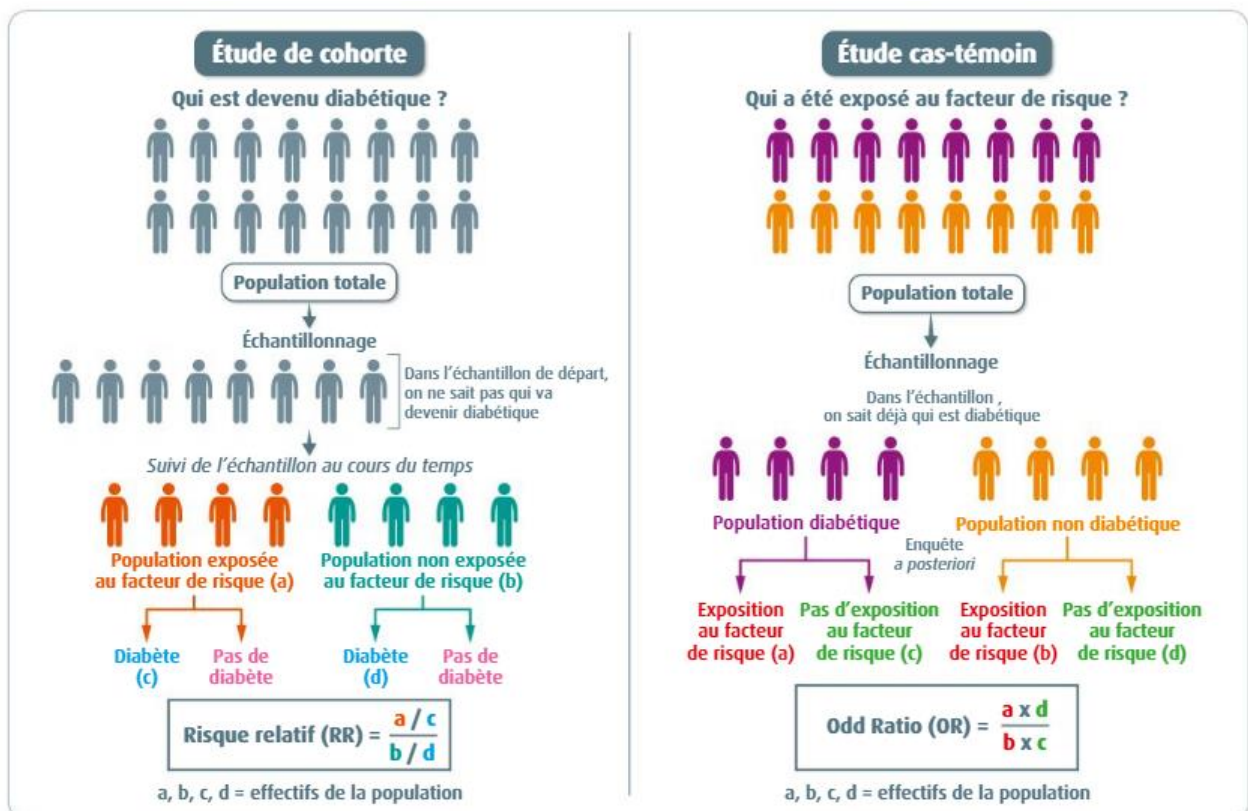 Étude de cohorte
Qui est devenu diabétique ?
Population totale
Échantillonnage
Dans l'échantillon de départ,
on ne sait pas qui va
devenir diabétique
Suivi de l'échantillon au cours du temps
Population exposée
au facteur de risque (a)
Population non exposée
au facteur de risque (b)
Diabète
(c)
Pas de
diabète
Diabète
(d)
Pas de
diabète
Risque relatif (RR) = a / c
b / d
a, b, c, d = effectifs de la population
Étude cas-témoin
Qui a été exposé au facteur de risque ?
Population totale
Échantillonnage
Dans l'échantillon ,
on sait déjà qui est diabétique
Population diabétique
Population non diabétique
Enquête
a posteriori
Exposition
au facteur
de risque (a)
Pas d'exposition
au facteur
de risque (c)
Exposition
au facteur
de risque (b)
Pas d'exposition
au facteur
de risque (d)
Odd Ratio (OR) = a x d
b x c
a, b, c, d = effectifs de la population